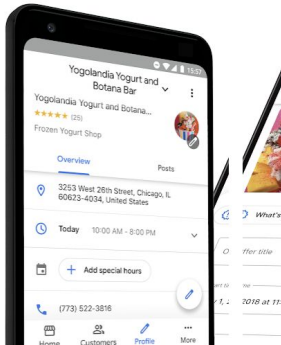 15:57
Yogolandia Yogurt and
Botana Bar
Yogolandia Yogurt and Botana...
(25)
Frozen Yogurt Shop
Overview
Posts
3253 West 26th Street, Chicago, IL
60623-4034, United States
Today 10:00 AM - 8:00 PM
Add special hours
(773) 522-3816
Home
Customers
Profile
More
What's
ffer title
2018 at 11: